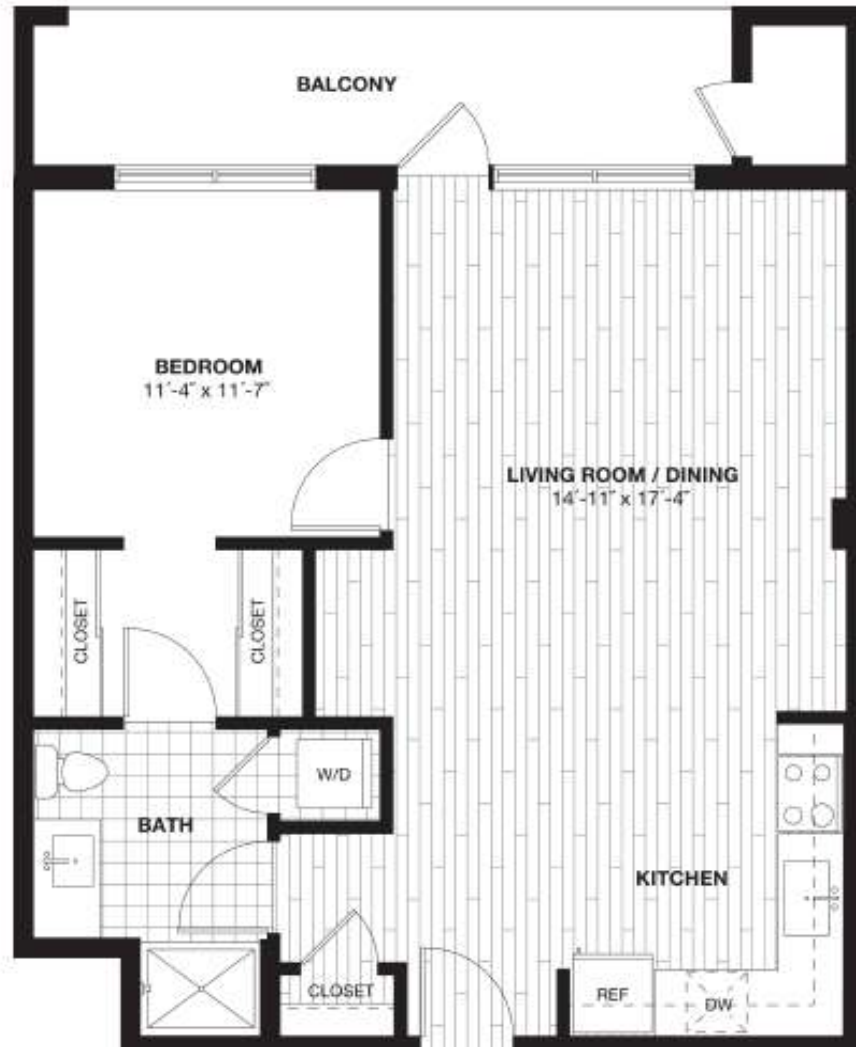 BALCONY
BEDROOM
11´-4˝ x 11´-7˝
LIVING ROOM / DINING
14´-11˝ x 17´-4˝
CLOSET
CLOSET
W/D
BATH
KITCHEN
CLOSET
REF
DW